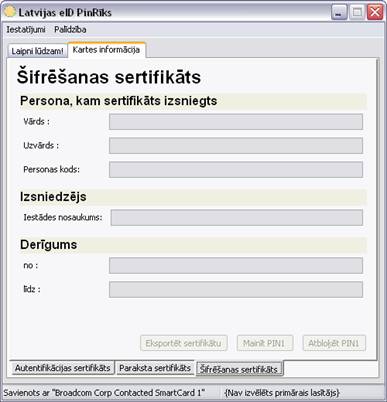 Latvijas eID PinRīks
Iestatījumi Palīdzība
Laipni lūdzam! Kartes informācija
Šifrēšanas sertifikāts
Persona, kam sertifikāts izsniegts
Vārds :
Uzvārds :
Personas kods:
Izsniedzējs
Iestādes nosaukums:
Derīgums
no :
līdz :
Eksportēt sertifikātu Mainīt PIN1 Atbloķēt PIN1
Autentifikācijas sertifikāts Paraksta sertifikāts Šifrēšanas sertifikāts
Savienots ar "Broadcom Corp Contacted SmartCard 1" {Nav izvēlēts primārais lasītājs}